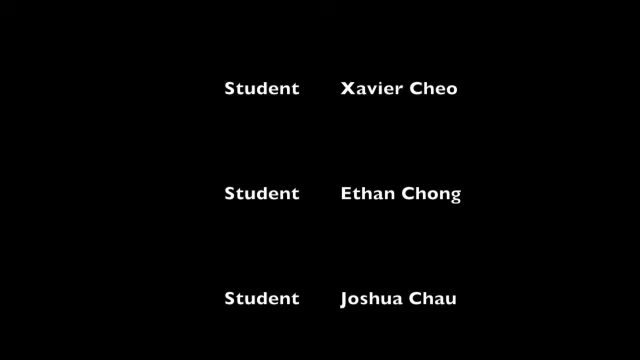 Student Xavier Cheo
Student Ethan Chong
Student Joshua Chau